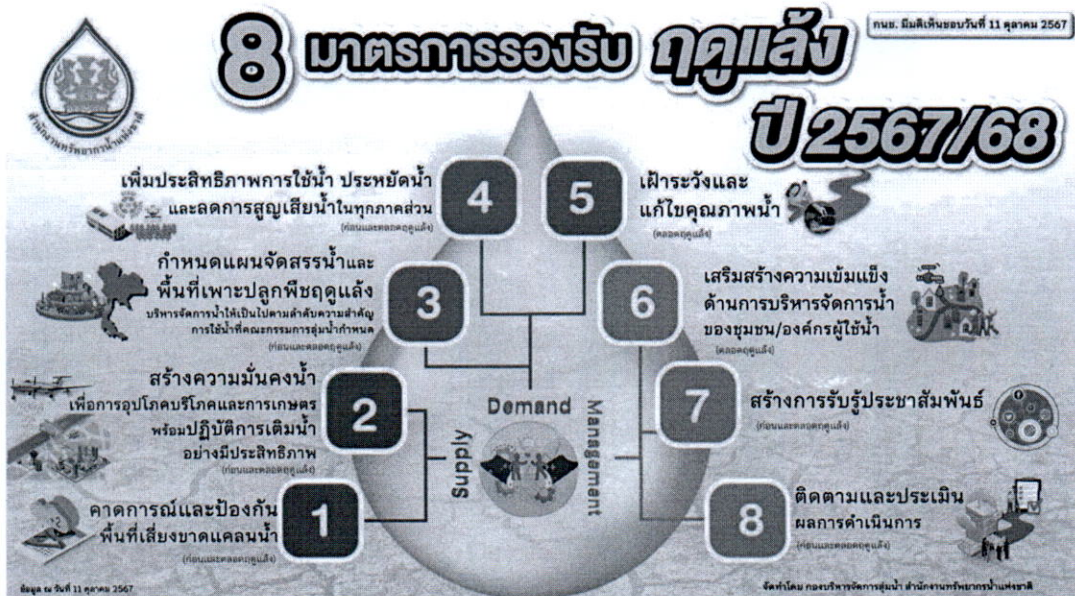 กนช. มีมติเห็นชอบวันที่ 11 ตุลาคม 2567
8 มาตรการรองรับ ฤดูแล้ง
ปี 2567/68
สำนักงานทรัพยากรน้ำแห่งชาติ
4
เพิ่มประสิทธิภาพการใช้น้ำ ประหยัดน้ำ
และลดการสูญเสียน้ำในทุกภาคส่วน
(ก่อนและตลอดฤดูแล้ง)
5
เฝ้าระวังและ
แก้ไขคุณภาพน้ำ
(ตลอดฤดูแล้ง)
3
กำหนดแผนจัดสรรน้ำและ
พื้นที่เพาะปลูกพืชฤดูแล้ง
บริหารจัดการน้ำให้เป็นไปตามลำดับความสำคัญ
การใช้น้ำที่คณะกรรมการลุ่มน้ำกำหนด
(ก่อนและตลอดฤดูแล้ง)
6
เสริมสร้างความเข้มแข็ง
ด้านการบริหารจัดการน้ำ
ของชุมชน/องค์กรผู้ใช้น้ำ
(ตลอดฤดูแล้ง)
2
สร้างความมั่นคงน้ำ
เพื่อการอุปโภคบริโภคและการเกษตร
พร้อมปฏิบัติการเติมน้ำ
อย่างมีประสิทธิภาพ
(ก่อนและตลอดฤดูแล้ง)
Demand
Supply
Management
7
สร้างการรับรู้ประชาสัมพันธ์
(ก่อนและตลอดฤดูแล้ง)
1
คาดการณ์และป้องกัน
พื้นที่เสี่ยงขาดแคลนน้ำ
(ก่อนและตลอดฤดูแล้ง)
8
ติดตามและประเมิน
ผลการดำเนินการ
(ก่อนและตลอดฤดูแล้ง)
ข้อมูล ณ วันที่ 11 ตุลาคม 2567
จัดทำโดย กองบริหารจัดการลุ่มน้ำ สำนักงานทรัพยากรน้ำแห่งชาติ